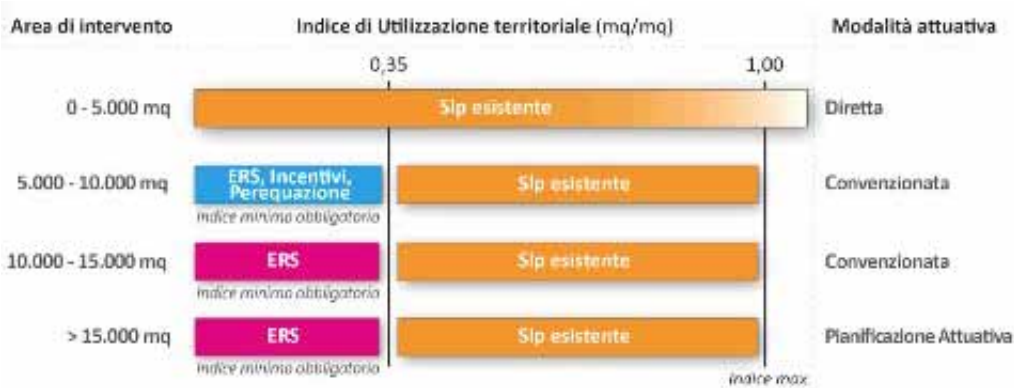 Area di intervento Indice di Utilizzazione territoriale (mq/mq) Modalità attuativa
0,35 1,00
0 - 5.000 mq Slp esistente Diretta
5.000 - 10.000 mq ERS, Incentivi, Slp esistente Convenzionata
Perequazione
indice minimo obbligatorio
10.000 - 15.000 mq ERS Slp esistente Convenzionata
indice minimo obbligatorio
> 15.000 mq ERS Slp esistente Pianificazione Attuativa
indice minimo obbligatorio indice max